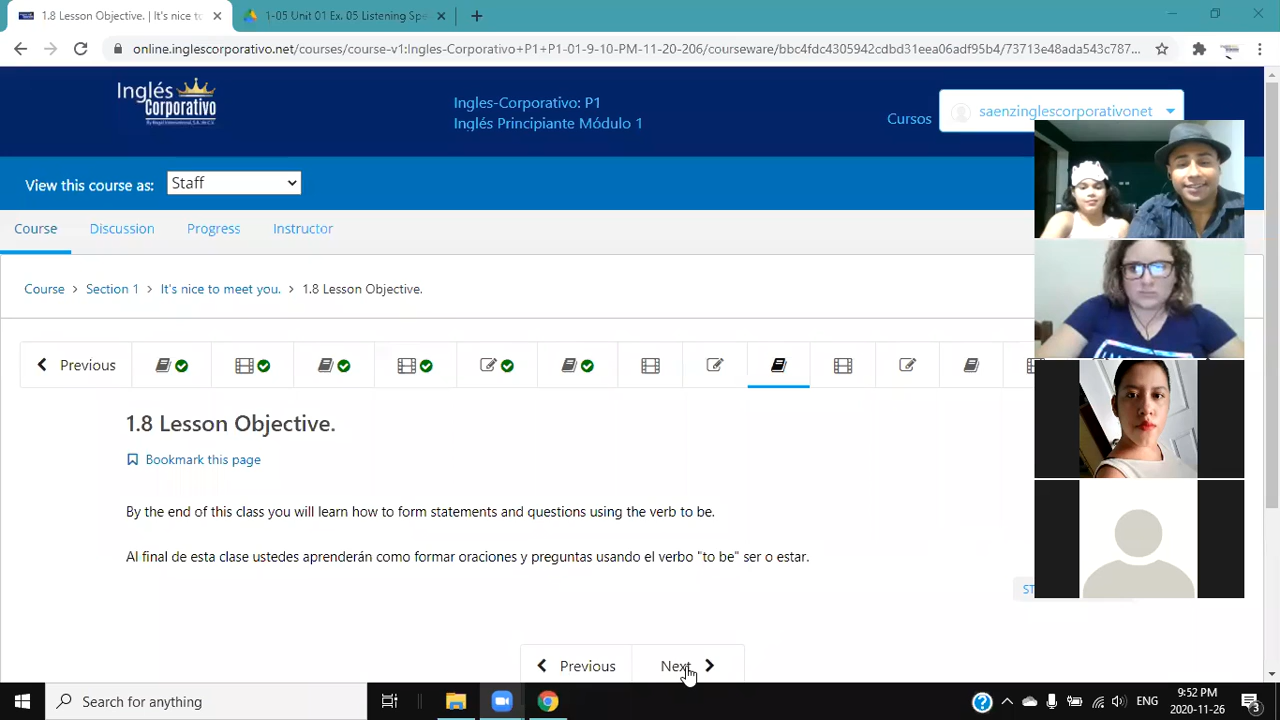 1.8 Lesson Objective. | It's nice to
1-05 Unit 01 Ex. 05 Listening Spe
online.inglescorporativo.net/courses/course-v1:Ingles-Corporativo+P1+P1-01-9-10-PM-11-20-206/courseware/bbc4fdc4305942cdbd31eea06adf95b4/73713e48ada543c787...
Inglés
Corporativo
By Regal International, S.A. de C.V.
Ingles-Corporativo: P1
Inglés Principiante Módulo 1
Cursos
saenzinglescorporativonet
View this course as:
Staff
Course
Discussion
Progress
Instructor
Course > Section 1 > It's nice to meet you. > 1.8 Lesson Objective.
Previous
1.8 Lesson Objective.
Bookmark this page
By the end of this class you will learn how to form statements and questions using the verb to be.
Al final de esta clase ustedes aprenderán como formar oraciones y preguntas usando el verbo "to be" ser o estar.
ST
Previous
Next
Search for anything
ENG
9:52 PM
2020-11-26
3